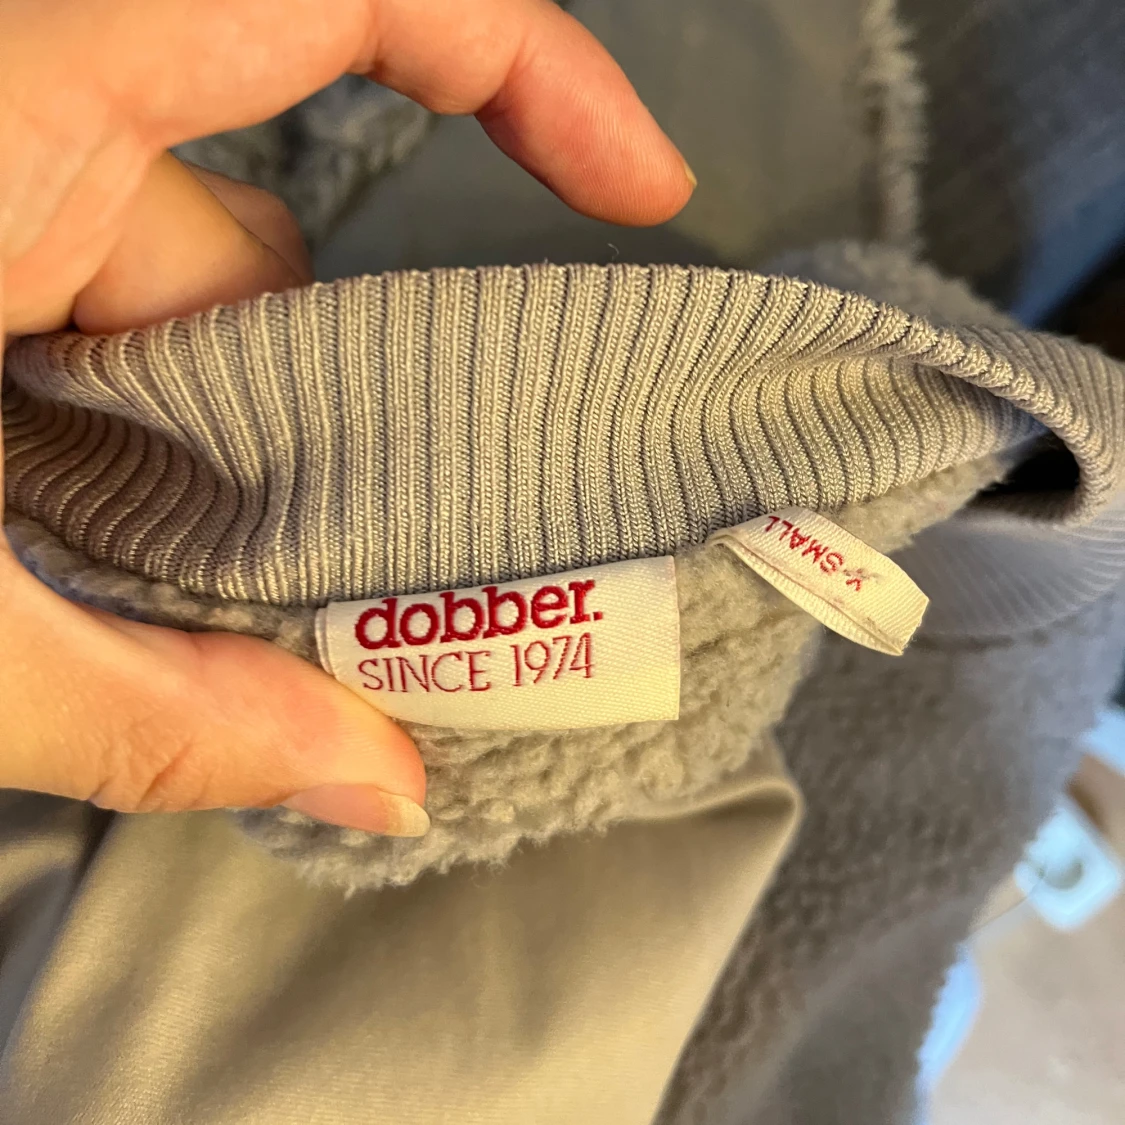 dobber.
SINCE 1974
X-SMALL